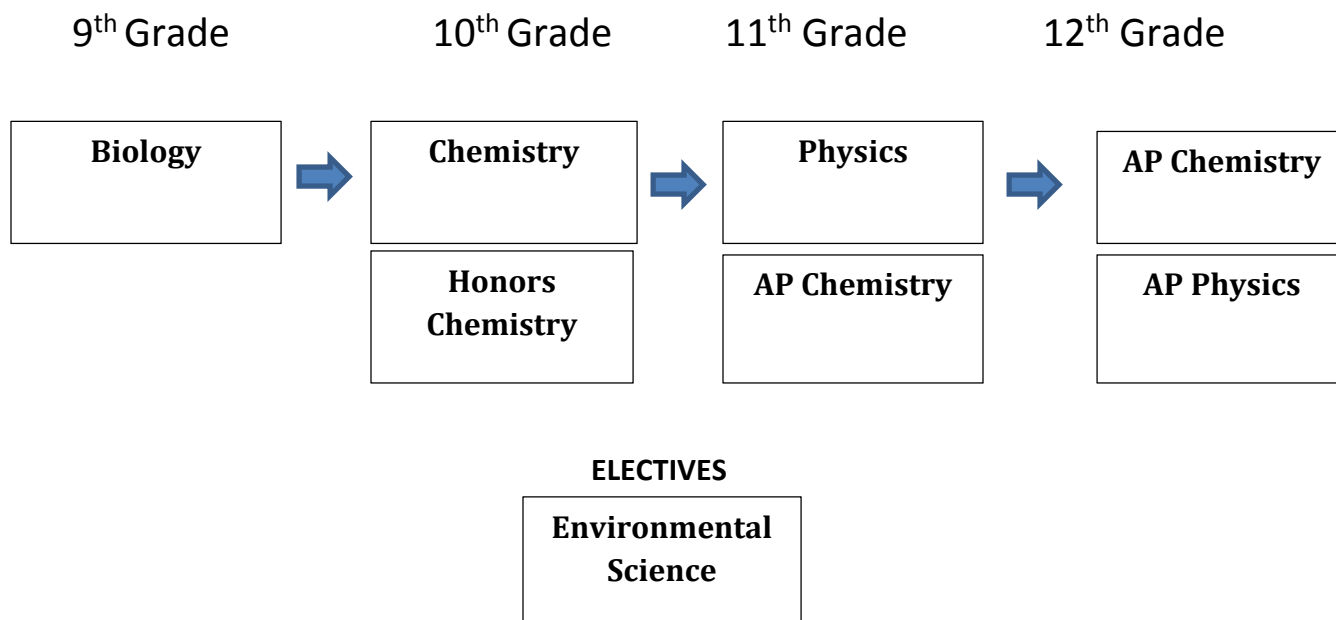 9th Grade 10th Grade 11th Grade 12th Grade
Biology
Chemistry
Physics
AP Chemistry
Honors
Chemistry
AP Chemistry
AP Physics
ELECTIVES
Environmental
Science